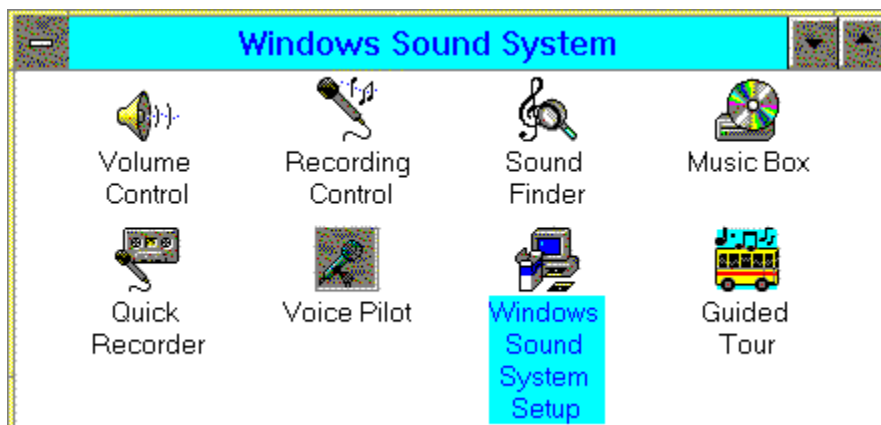 Windows Sound System
Volume
Control
Recording
Control
Sound
Finder
Music Box
Quick
Recorder
Voice Pilot
Windows
Sound
System
Setup
Guided
Tour